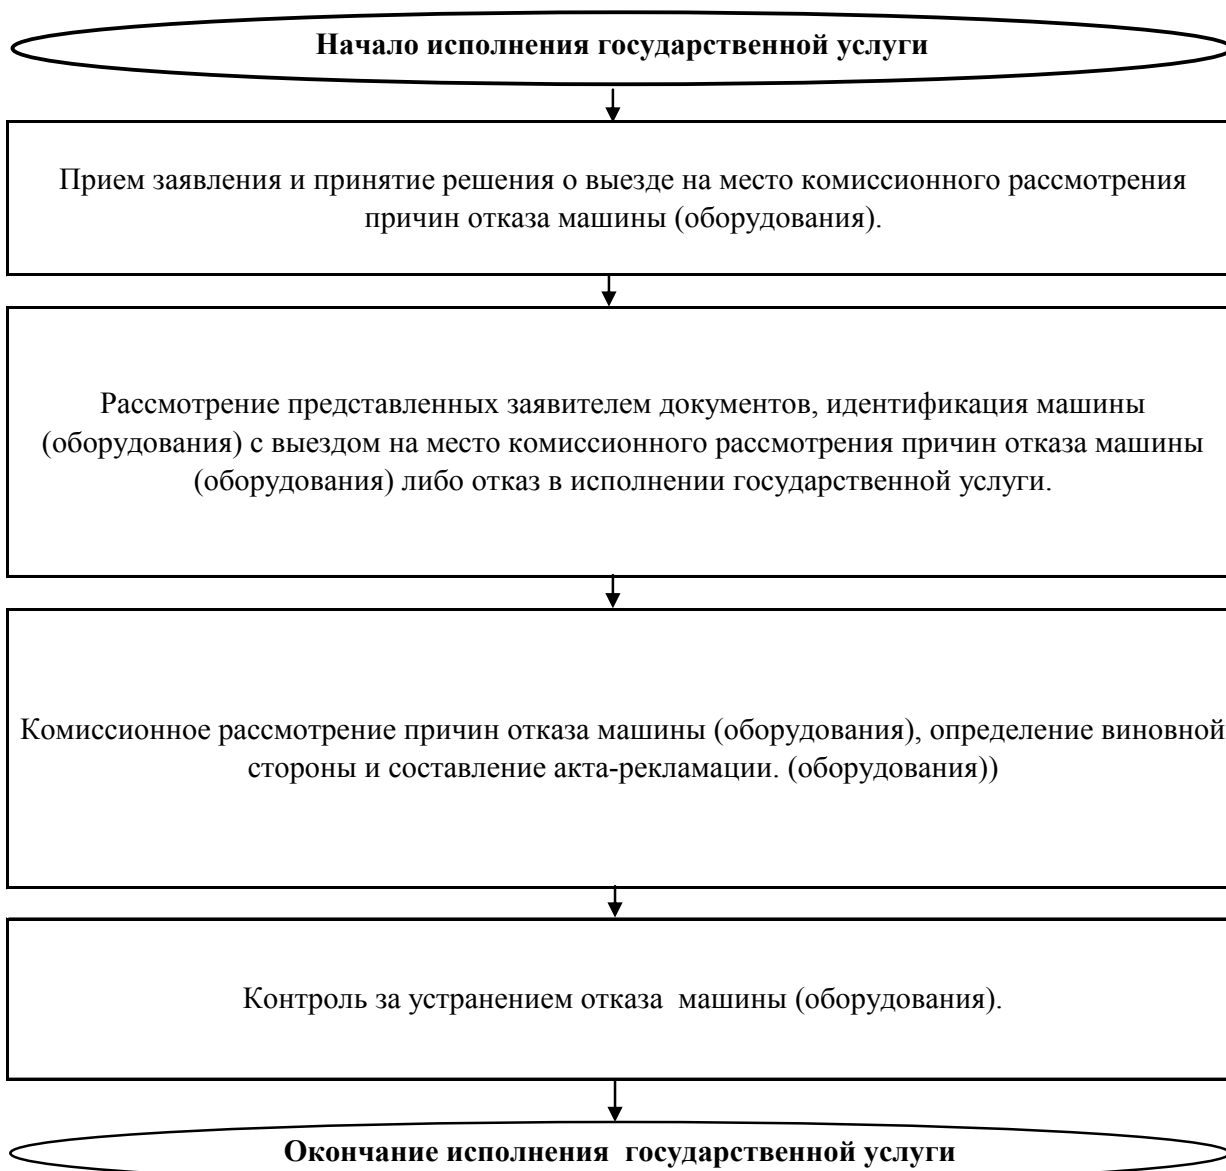 Начало исполнения государственной услуги
Прием заявления и принятие решения о выезде на место комиссионного рассмотрения
причин отказа машины (оборудования).
Рассмотрение представленных заявителем документов, идентификация машины
(оборудования) с выездом на место комиссионного рассмотрения причин отказа машины
(оборудования) либо отказ в исполнении государственной услуги.
Комиссионное рассмотрение причин отказа машины (оборудования), определение виновной
стороны и составление акта-рекламации. (оборудования))
Контроль за устранением отказа  машины (оборудования).
Окончание исполнения  государственной услуги